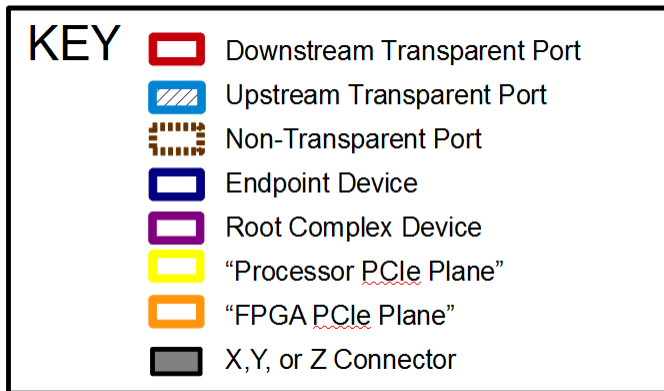 KEY
Downstream Transparent Port
Upstream Transparent Port
Non-Transparent Port
Endpoint Device
Root Complex Device
“Processor PCIe Plane”
“FPGA PCIe Plane”
X,Y, or Z Connector